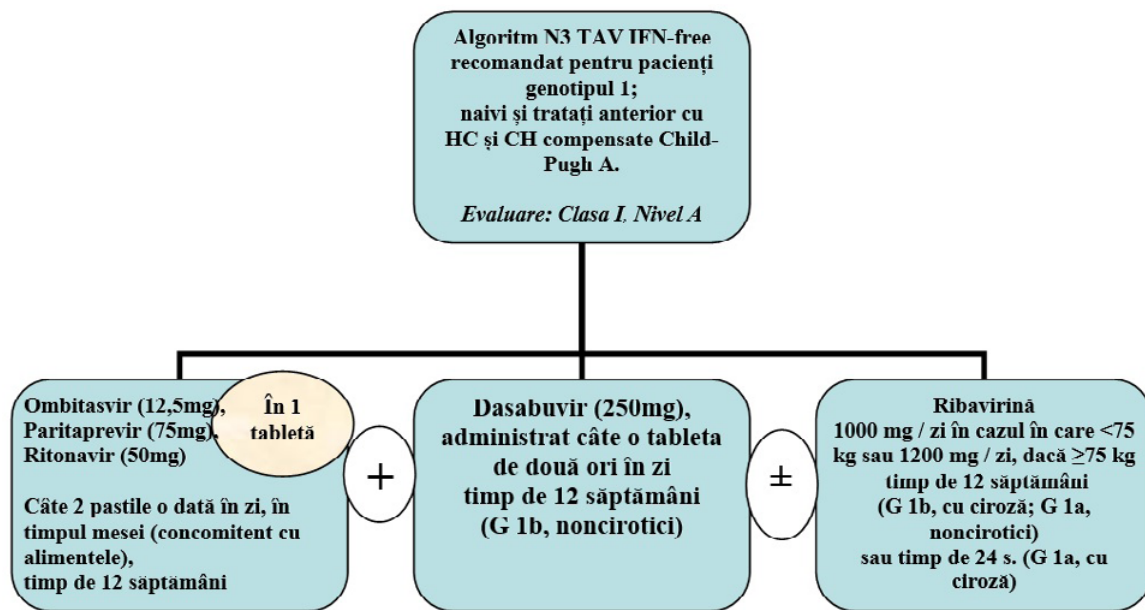 Algoritm N3 TAV IFN-free
recomandat pentru pacienți
genotipul 1;
naivi și tratați anterior cu
HC și CH compensate Child-
Pugh A.
Evaluare: Clasa I, Nivel A
Ombitasvir (12,5mg),
Paritaprevir (75mg),
Ritonavir (50mg)
Câte 2 pastile o dată în zi, în
timpul mesei (concomitent cu
alimentele),
timp de 12 săptămâni
În 1
tabletă
+
Dasabuvir (250mg),
administrat câte o tableta
de două ori în zi
timp de 12 săptămâni
(G 1b, noncirotici)
±
Ribavirină
1000 mg / zi în cazul în care <75
kg sau 1200 mg / zi, dacă ≥75 kg
timp de 12 săptămâni
(G 1b, cu ciroză; G 1a,
noncirotici)
sau timp de 24 s. (G 1a, cu
ciroză)